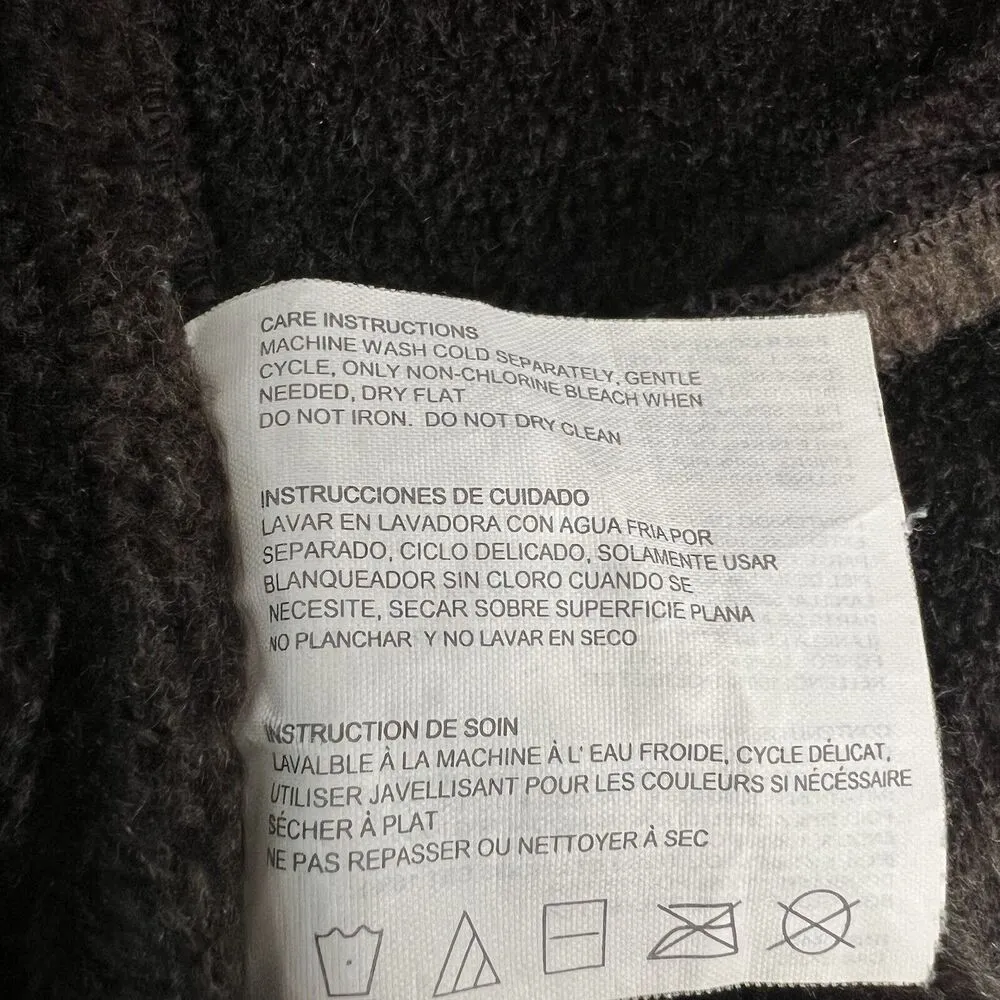 CARE INSTRUCTIONS
MACHINE WASH COLD SEPARATELY, GENTLE
CYCLE, ONLY NON-CHLORINE BLEACH WHEN
NEEDED, DRY FLAT
DO NOT IRON. DO NOT DRY CLEAN
INSTRUCCIONES DE CUIDADO
LAVAR EN LAVADORA CON AGUA FRIA POR
SEPARADO, CICLO DELICADO, SOLAMENTE USAR
BLANQUEADOR SIN CLORO CUANDO SE
NECESITE, SECAR SOBRE SUPERFICIE PLANA
NO PLANCHAR Y NO LAVAR EN SECO
INSTRUCTION DE SOIN
LAVALBLE À LA MACHINE À L' EAU FROIDE, CYCLE DÉLICAT,
UTILISER JAVELLISANT POUR LES COULEURS SI NÉCÉSSAIRE
SÉCHER À PLAT
NE PAS REPASSER OU NETTOYER À SEC